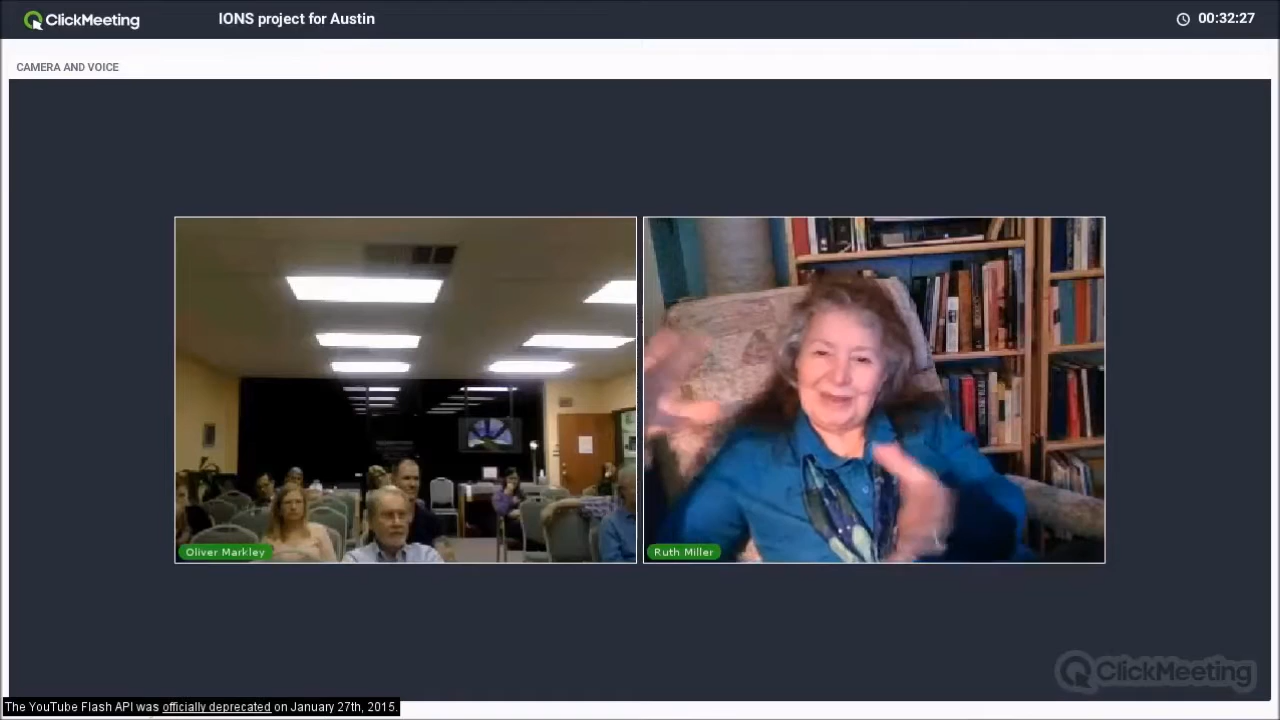 ClickMeeting
IONS project for Austin
00:32:27
CAMERA AND VOICE
Oliver Markley
Ruth Miller
ClickMeeting
The YouTube Flash API was officially deprecated on January 27th, 2015.